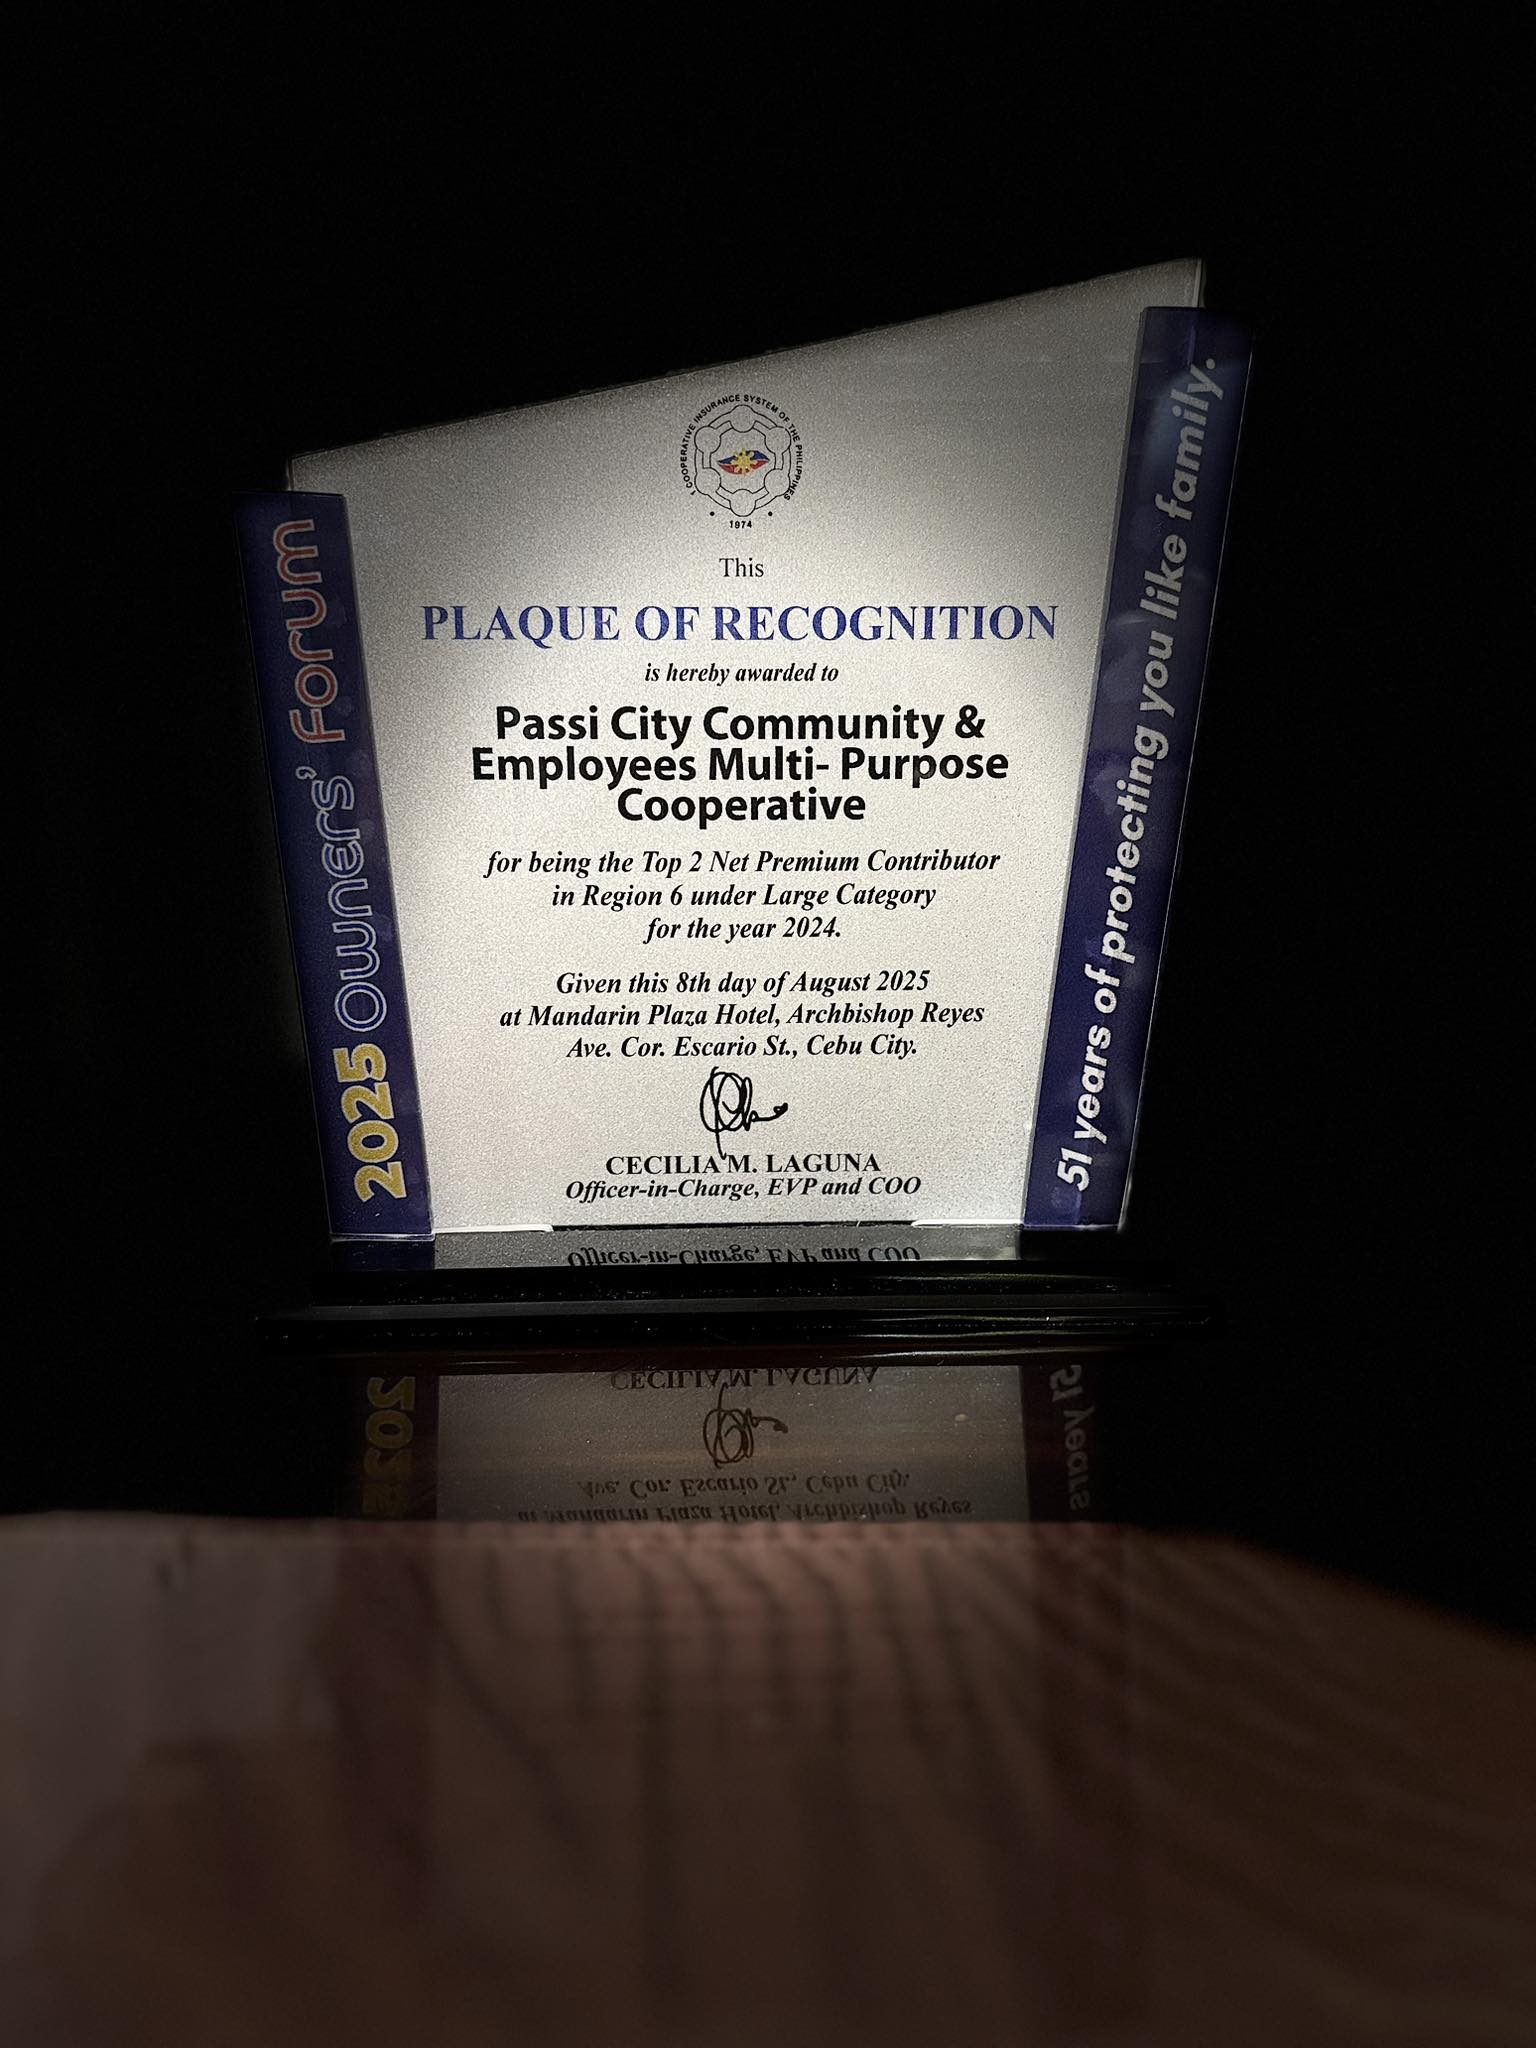 1 COOPERATIVE INSURANCE SYSTEM OF THE PHILIPPINES
1974
This
PLAQUE OF RECOGNITION
is hereby awarded to
Passi City Community &
Employees Multi- Purpose
Cooperative
for being the Top 2 Net Premium Contributor
in Region 6 under Large Category
for the year 2024.
Given this 8th day of August 2025
at Mandarin Plaza Hotel, Archbishop Reyes
Ave. Cor. Escario St., Cebu City.
CECILIA M. LAGUNA
Officer-in-Charge, EVP and COO
2025 Owners' Forum
51 years of protecting you like family.